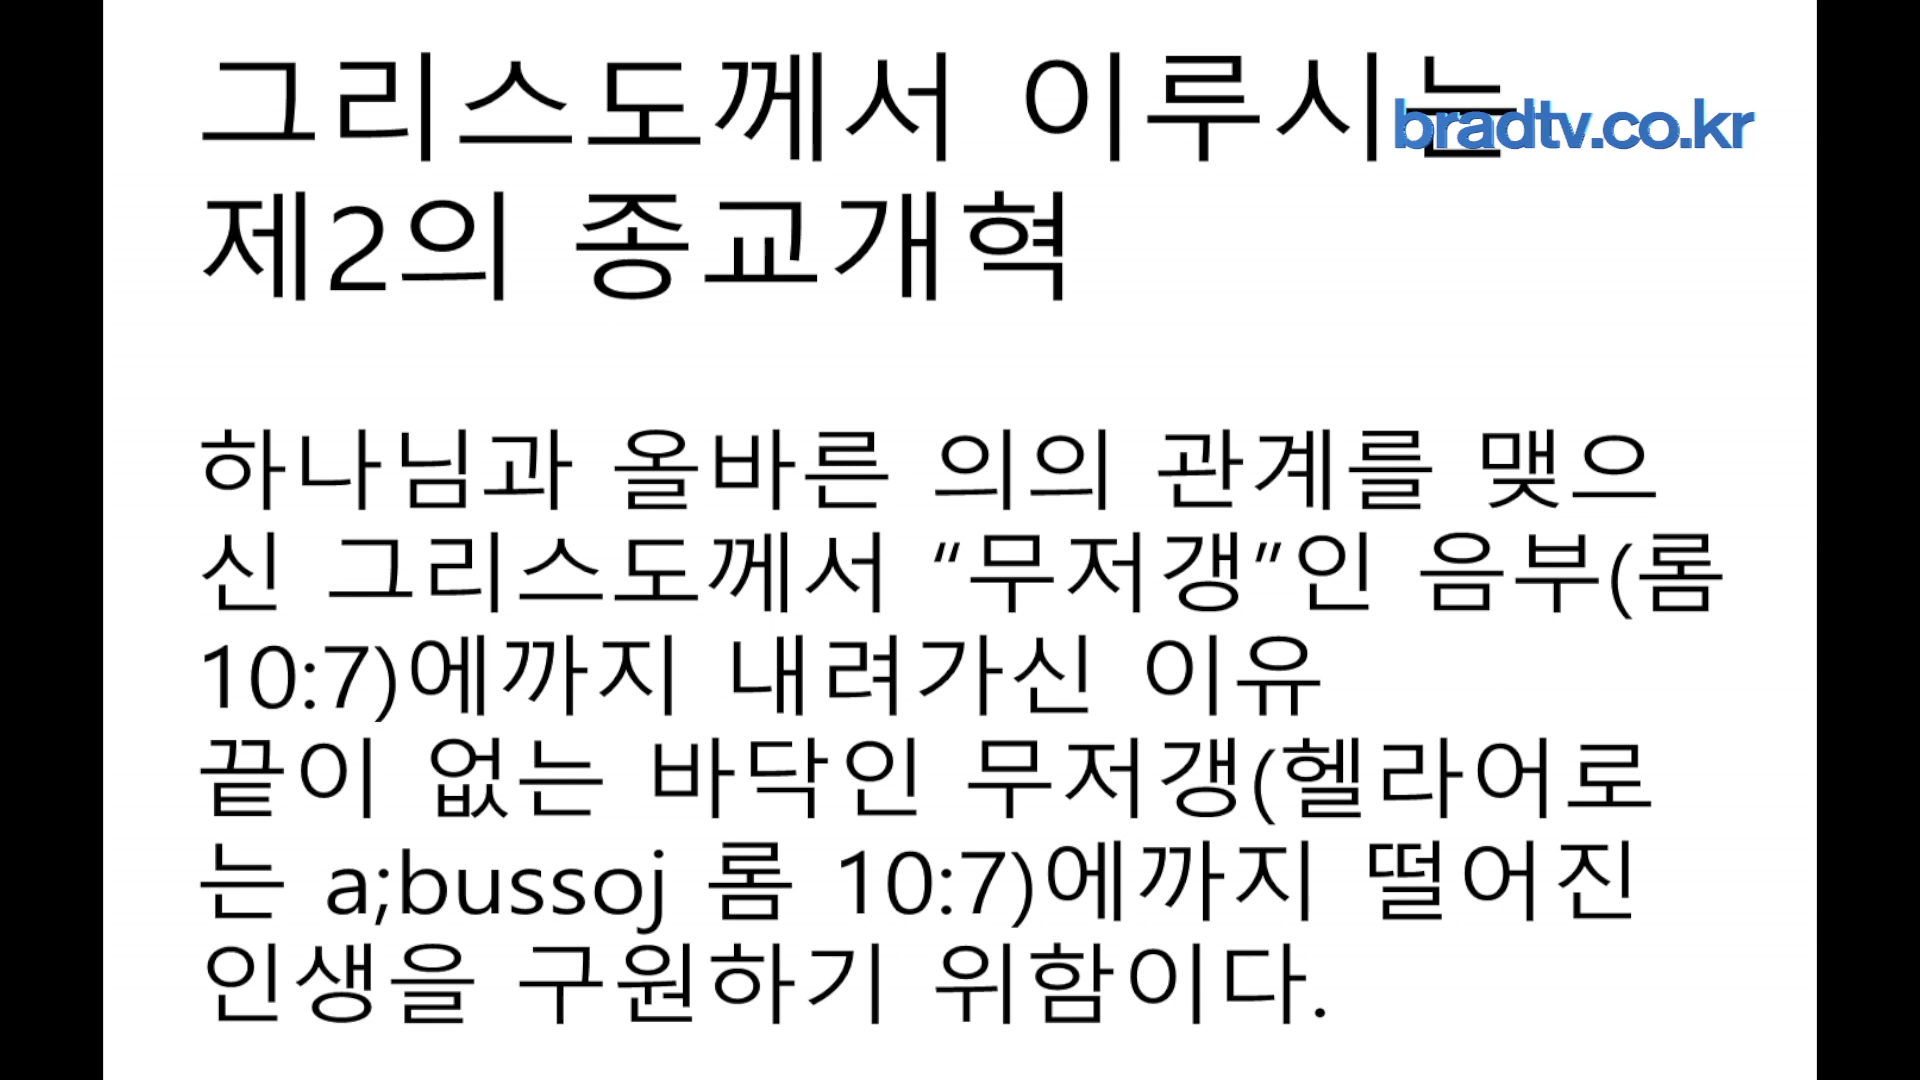 그리스도께서 이루시는
bradtv.co.kr
제2의 종교개혁
하나님과 올바른 의의 관계를 맺으
신 그리스도께서 “무저갱”인 음부(롬
10:7)에까지 내려가신 이유
끝이 없는 바닥인 무저갱(헬라어로
는 a;bussoj 롬 10:7)에까지 떨어진
인생을 구원하기 위함이다.